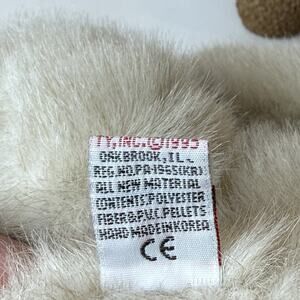 TY, INC. © 1993
OAKBROOK, IL.
REG. NO. PA-1965(KR)
ALL NEW MATERIAL
CONTENTS: POLYESTER
FIBER & P.V.C. PELLETS
HAND MADE IN KOREA
CE